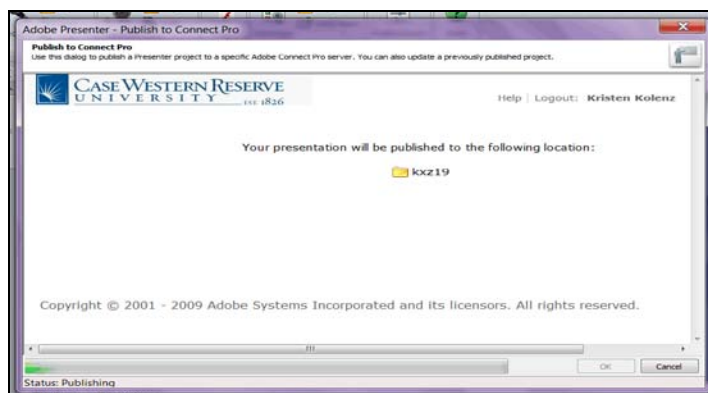 Adobe Presenter - Publish to Connect Pro
Publish to Connect Pro
Use this dialog to publish a Presenter project to a specific Adobe Connect Pro server. You can also update a previously published project.
CASE WESTERN RESERVE
UNIVERSITY EST 1826
Help | Logout: Kristen Kolenz
Your presentation will be published to the following location:
kxz19
Copyright © 2001 - 2009 Adobe Systems Incorporated and its licensors. All rights reserved.
OK Cancel
Status: Publishing